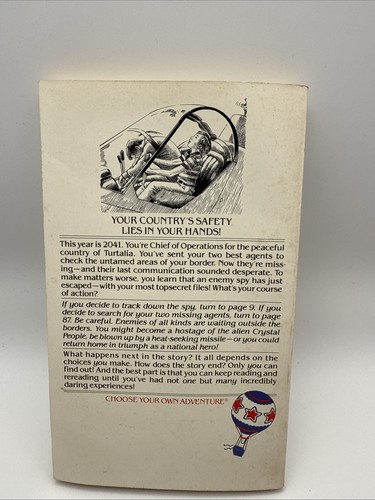 YOUR COUNTRY'S SAFETY
LIES IN YOUR HANDS!
This year is 2041. You're Chief of Operations for the peaceful
country of Turtalia. You've sent your two best agents to
check the untamed areas of your border. Now they're miss-
ing—and their last communication sounded desperate. To
make matters worse, you learn that an enemy spy has just
escaped—with your most topsecret files! What's your course
of action?
If you decide to track down the spy, turn to page 9. If you
decide to search for your two missing agents, turn to page
87. Be careful. Enemies of all kinds are waiting outside the
borders. You might become a hostage of the alien Crystal
People, be blown up by a heat-seeking missile—or you could
return home in triumph as a national hero!
What happens next in the story? It all depends on the
choices you make. How does the story end? Only you can
find out! And the best part is that you can keep reading and
rereading until you've had not one but many incredibly
daring experiences!
CHOOSE YOUR OWN ADVENTURE®